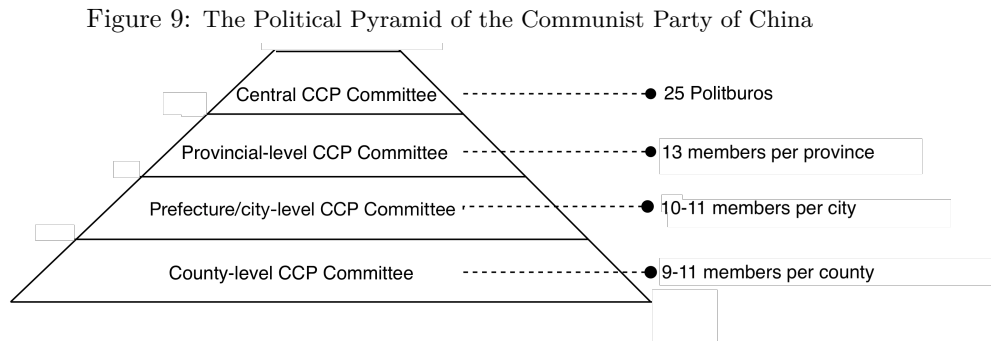 Figure 9: The Political Pyramid of the Communist Party of China
Central CCP Committee
25 Politburos
Provincial-level CCP Committee
13 members per province
Prefecture/city-level CCP Committee
10-11 members per city
County-level CCP Committee
9-11 members per county